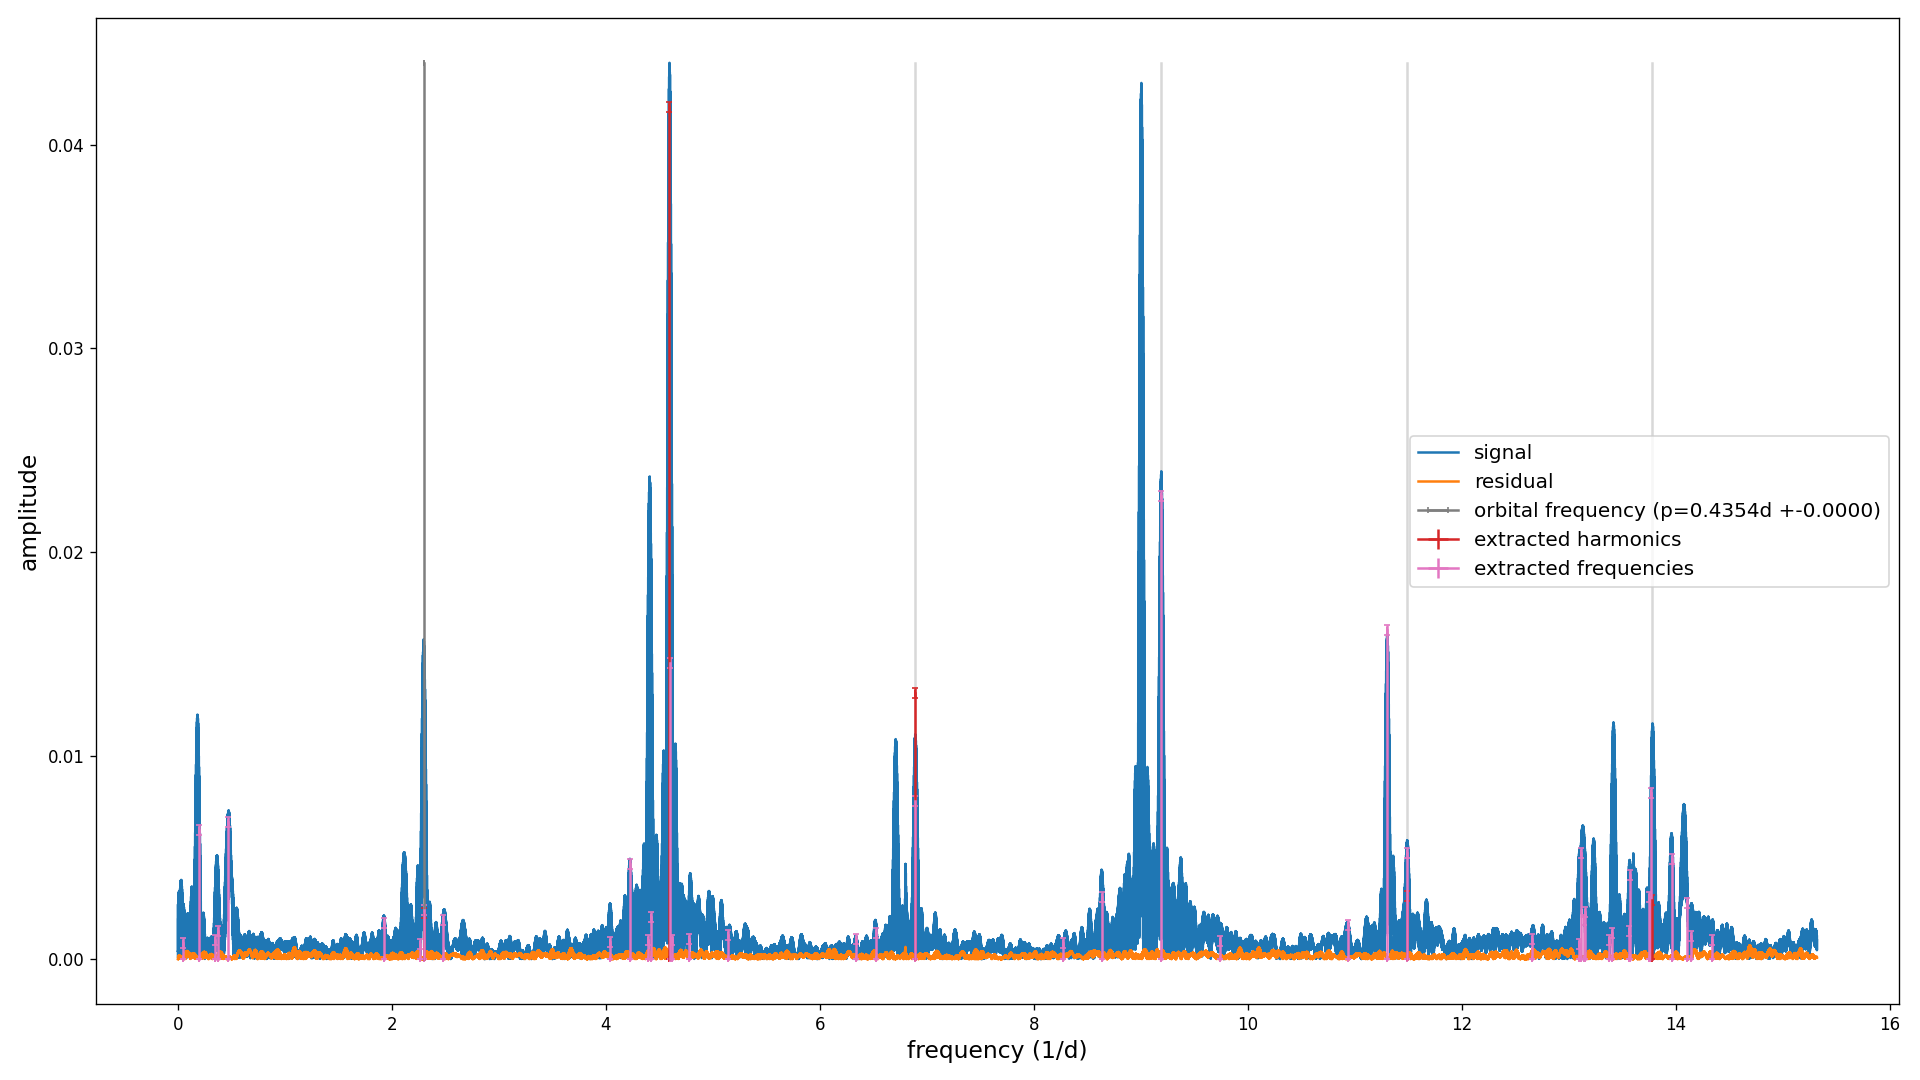 amplitude
0.04
0.03
0.02
0.01
0.00
signal
residual
orbital frequency (p=0.4354d +-0.0000)
extracted harmonics
extracted frequencies
0 2 4 6 8 10 12 14 16
frequency (1/d)